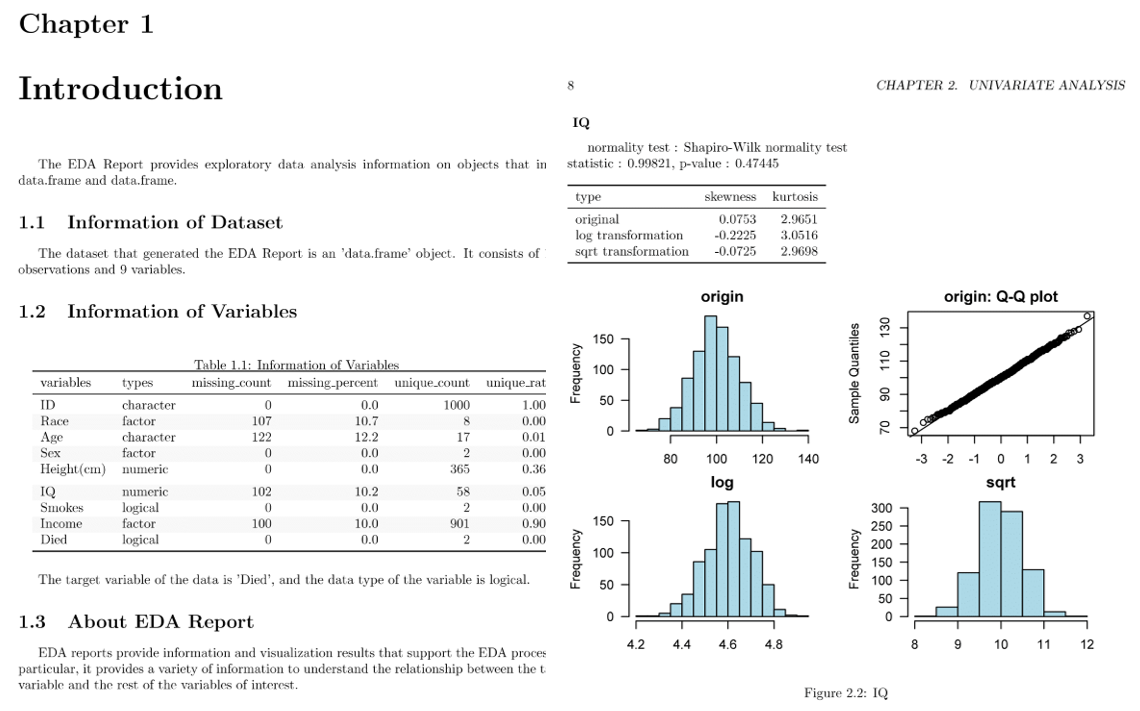 Chapter 1
Introduction
The EDA Report provides exploratory data analysis information on objects that in
data.frame and data.frame.
1.1 Information of Dataset
The dataset that generated the EDA Report is an 'data.frame' object. It consists of
observations and 9 variables.
1.2 Information of Variables
Table 1.1: Information of Variables
variables types missing_count missing_percent unique_count unique_rat
ID character 0 0.0 1000 1.00
Race factor 107 10.7 8 0.00
Age character 122 12.2 17 0.01
Sex factor 0 0.0 2 0.00
Height(cm) numeric 0 0.0 365 0.36
IQ numeric 102 10.2 58 0.05
Smokes logical 0 0.0 2 0.00
Income factor 100 10.0 901 0.90
Died logical 0 0.0 2 0.00
The target variable of the data is 'Died', and the data type of the variable is logical.
1.3 About EDA Report
EDA reports provide information and visualization results that support the EDA proces
particular, it provides a variety of information to understand the relationship between the t
variable and the rest of the variables of interest.
8 CHAPTER 2. UNIVARIATE ANALYSIS
IQ
normality test : Shapiro-Wilk normality test
statistic : 0.99821, p-value : 0.47445
type skewness kurtosis
original 0.0753 2.9651
log transformation -0.2225 3.0516
sqrt transformation -0.0725 2.9698
origin
Frequency
150
100
50
0
80 100 120 140
origin: Q-Q plot
Sample Quantiles
130
110
90
70
-3 -2 -1 0 1 2 3
log
Frequency
150
100
50
0
4.2 4.4 4.6 4.8
sqrt
Frequency
300
250
200
150
100
50
0
8 9 10 11 12
Figure 2.2: IQ